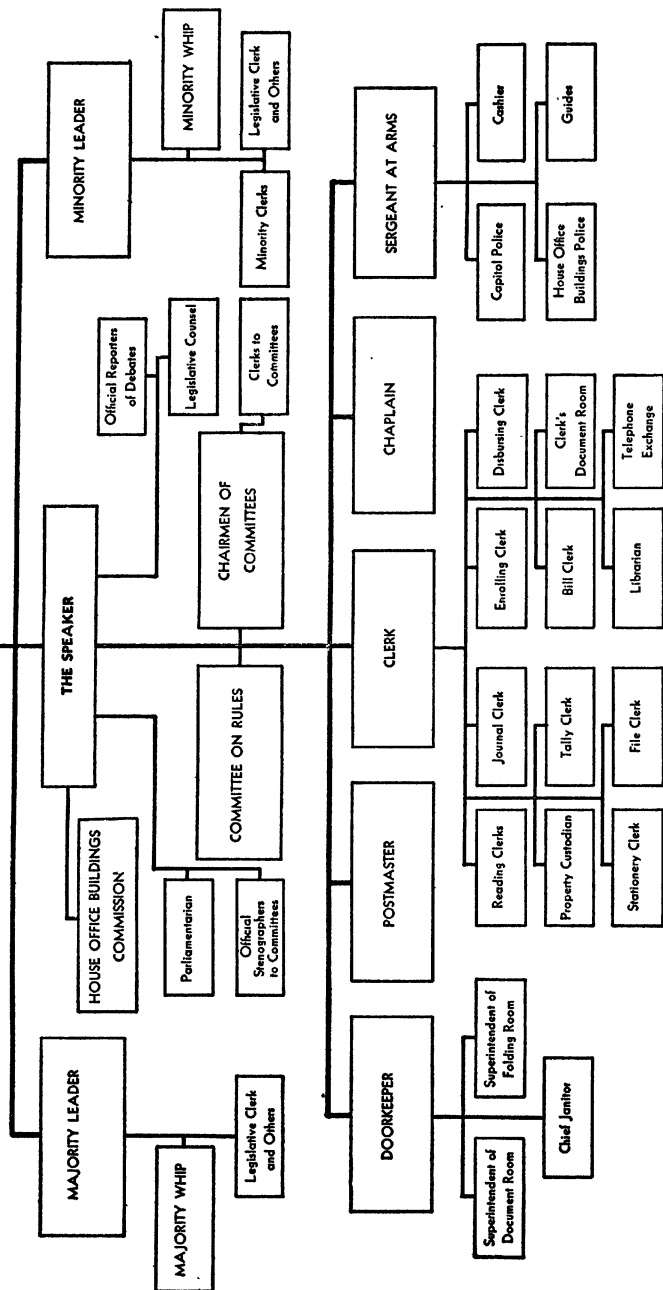 MAJORITY LEADER
MAJORITY WHIP
Legislative Clerk
and Others
THE SPEAKER
HOUSE OFFICE BUILDINGS
COMMISSION
Parliamentarian
Official
Stenographers
to Committees
Official Reporters
of Debates
Legislative Counsel
COMMITTEE ON RULES
CHAIRMEN OF
COMMITTEES
Clerks to
Committees
MINORITY LEADER
MINORITY WHIP
Minority Clerks
Legislative Clerk
and Others
DOORKEEPER
Superintendent of
Document Room
Superintendent of
Folding Room
Chief Janitor
POSTMASTER
CLERK
Reading Clerks
Journal Clerk
Property Custodian
Tally Clerk
Stationery Clerk
File Clerk
Enrolling Clerk
Disbursing Clerk
Bill Clerk
Clerk's
Document Room
Librarian
Telephone
Exchange
CHAPLAIN
SERGEANT AT ARMS
Capitol Police
Cashier
House Office
Buildings Police
Guides